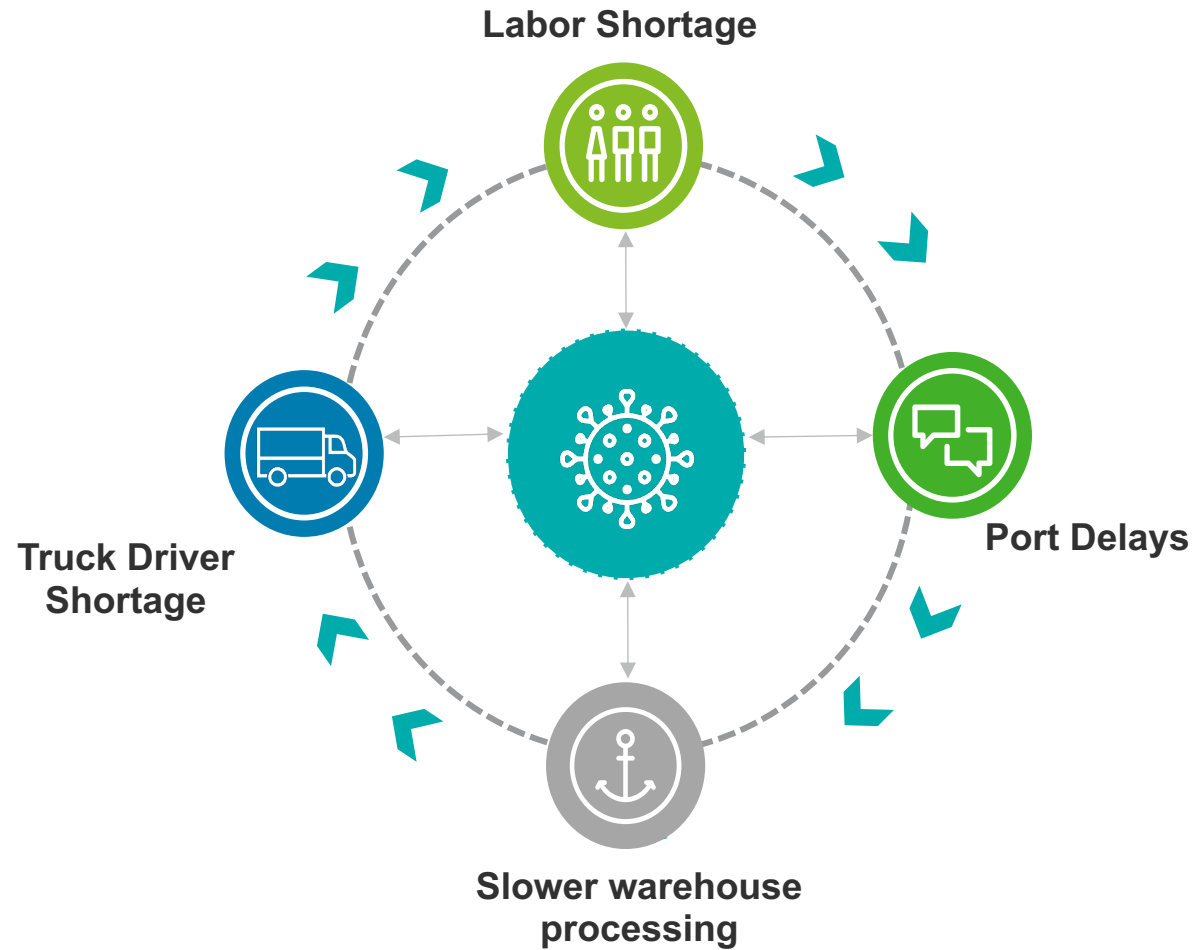 Labor Shortage
Port Delays
Truck Driver
Shortage
Slower warehouse
processing